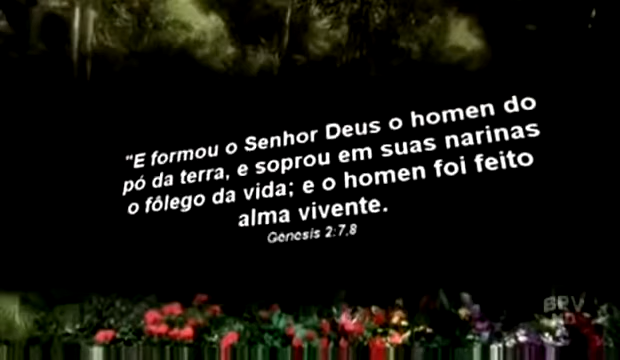 "E formou o Senhor Deus o homen do
pó da terra, e soprou em suas narinas
o fôlego da vida; e o homen foi feito
alma vivente.
Genesis 2:7,8